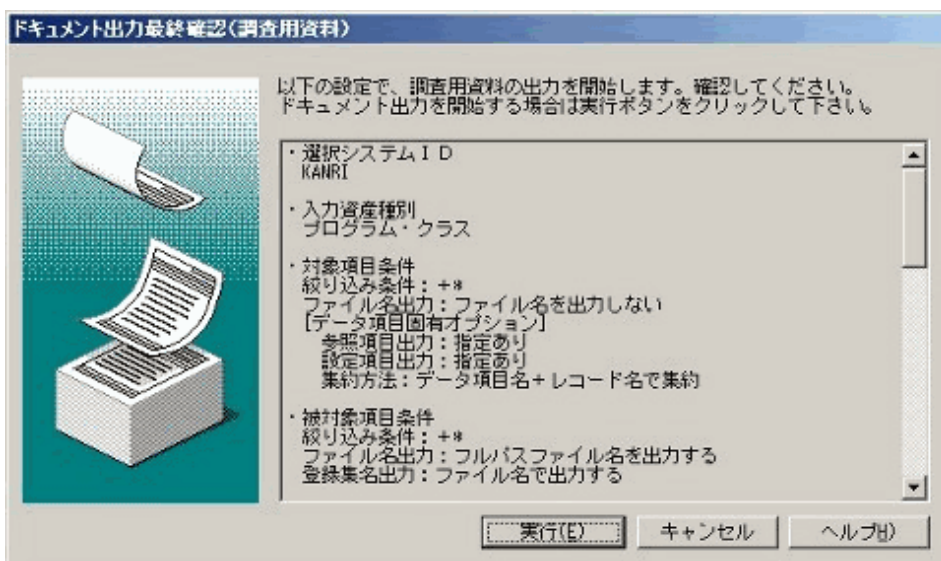 ドキュメント出力最終確認(調査用資料)
以下の設定で、調査用資料の出力を開始します。確認してください。
ドキュメント出力を開始する場合は実行ボタンをクリックして下さい。
・選択システムＩＤ
KANRI
・入力資産種別
プログラム・クラス
・対象項目条件
絞り込み条件：+*
ファイル名出力：ファイル名を出力しない
[データ項目固有オプション]
参照項目出力：指定あり
設定項目出力：指定あり
集約方法：データ項目名＋レコード名で集約
・被対象項目条件
絞り込み条件：+*
ファイル名出力：フルパスファイル名を出力する
登録集名出力：ファイル名で出力する
実行(E)
キャンセル
ヘルプ(H)